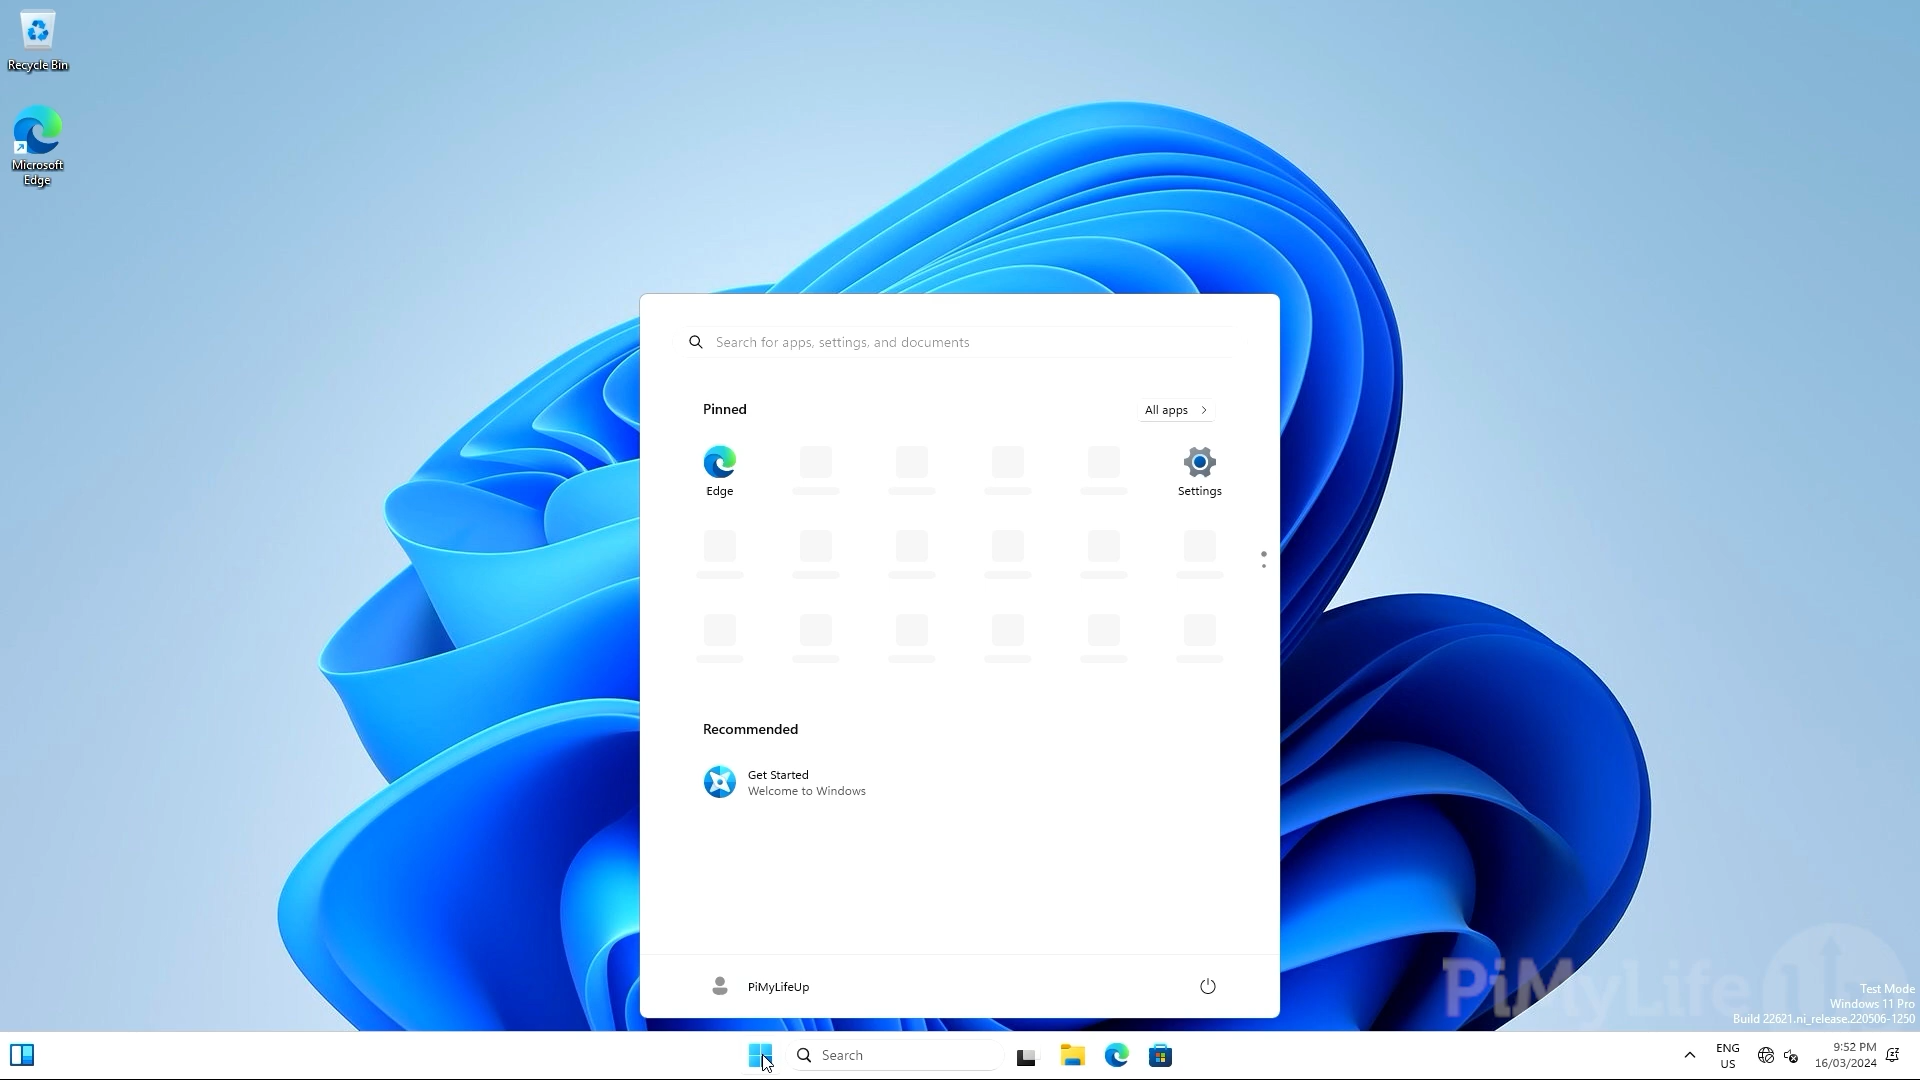 Recycle Bin
Microsoft
Edge
Search for apps, settings, and documents
Pinned
All apps
Edge
Settings
Recommended
Get Started
Welcome to Windows
PiMyLifeUp
PiMyLifeUp
Test Mode
Windows 11 Pro
Build 22621.ni_release.220506-1250
Search
ENG
US
9:52 PM
16/03/2024